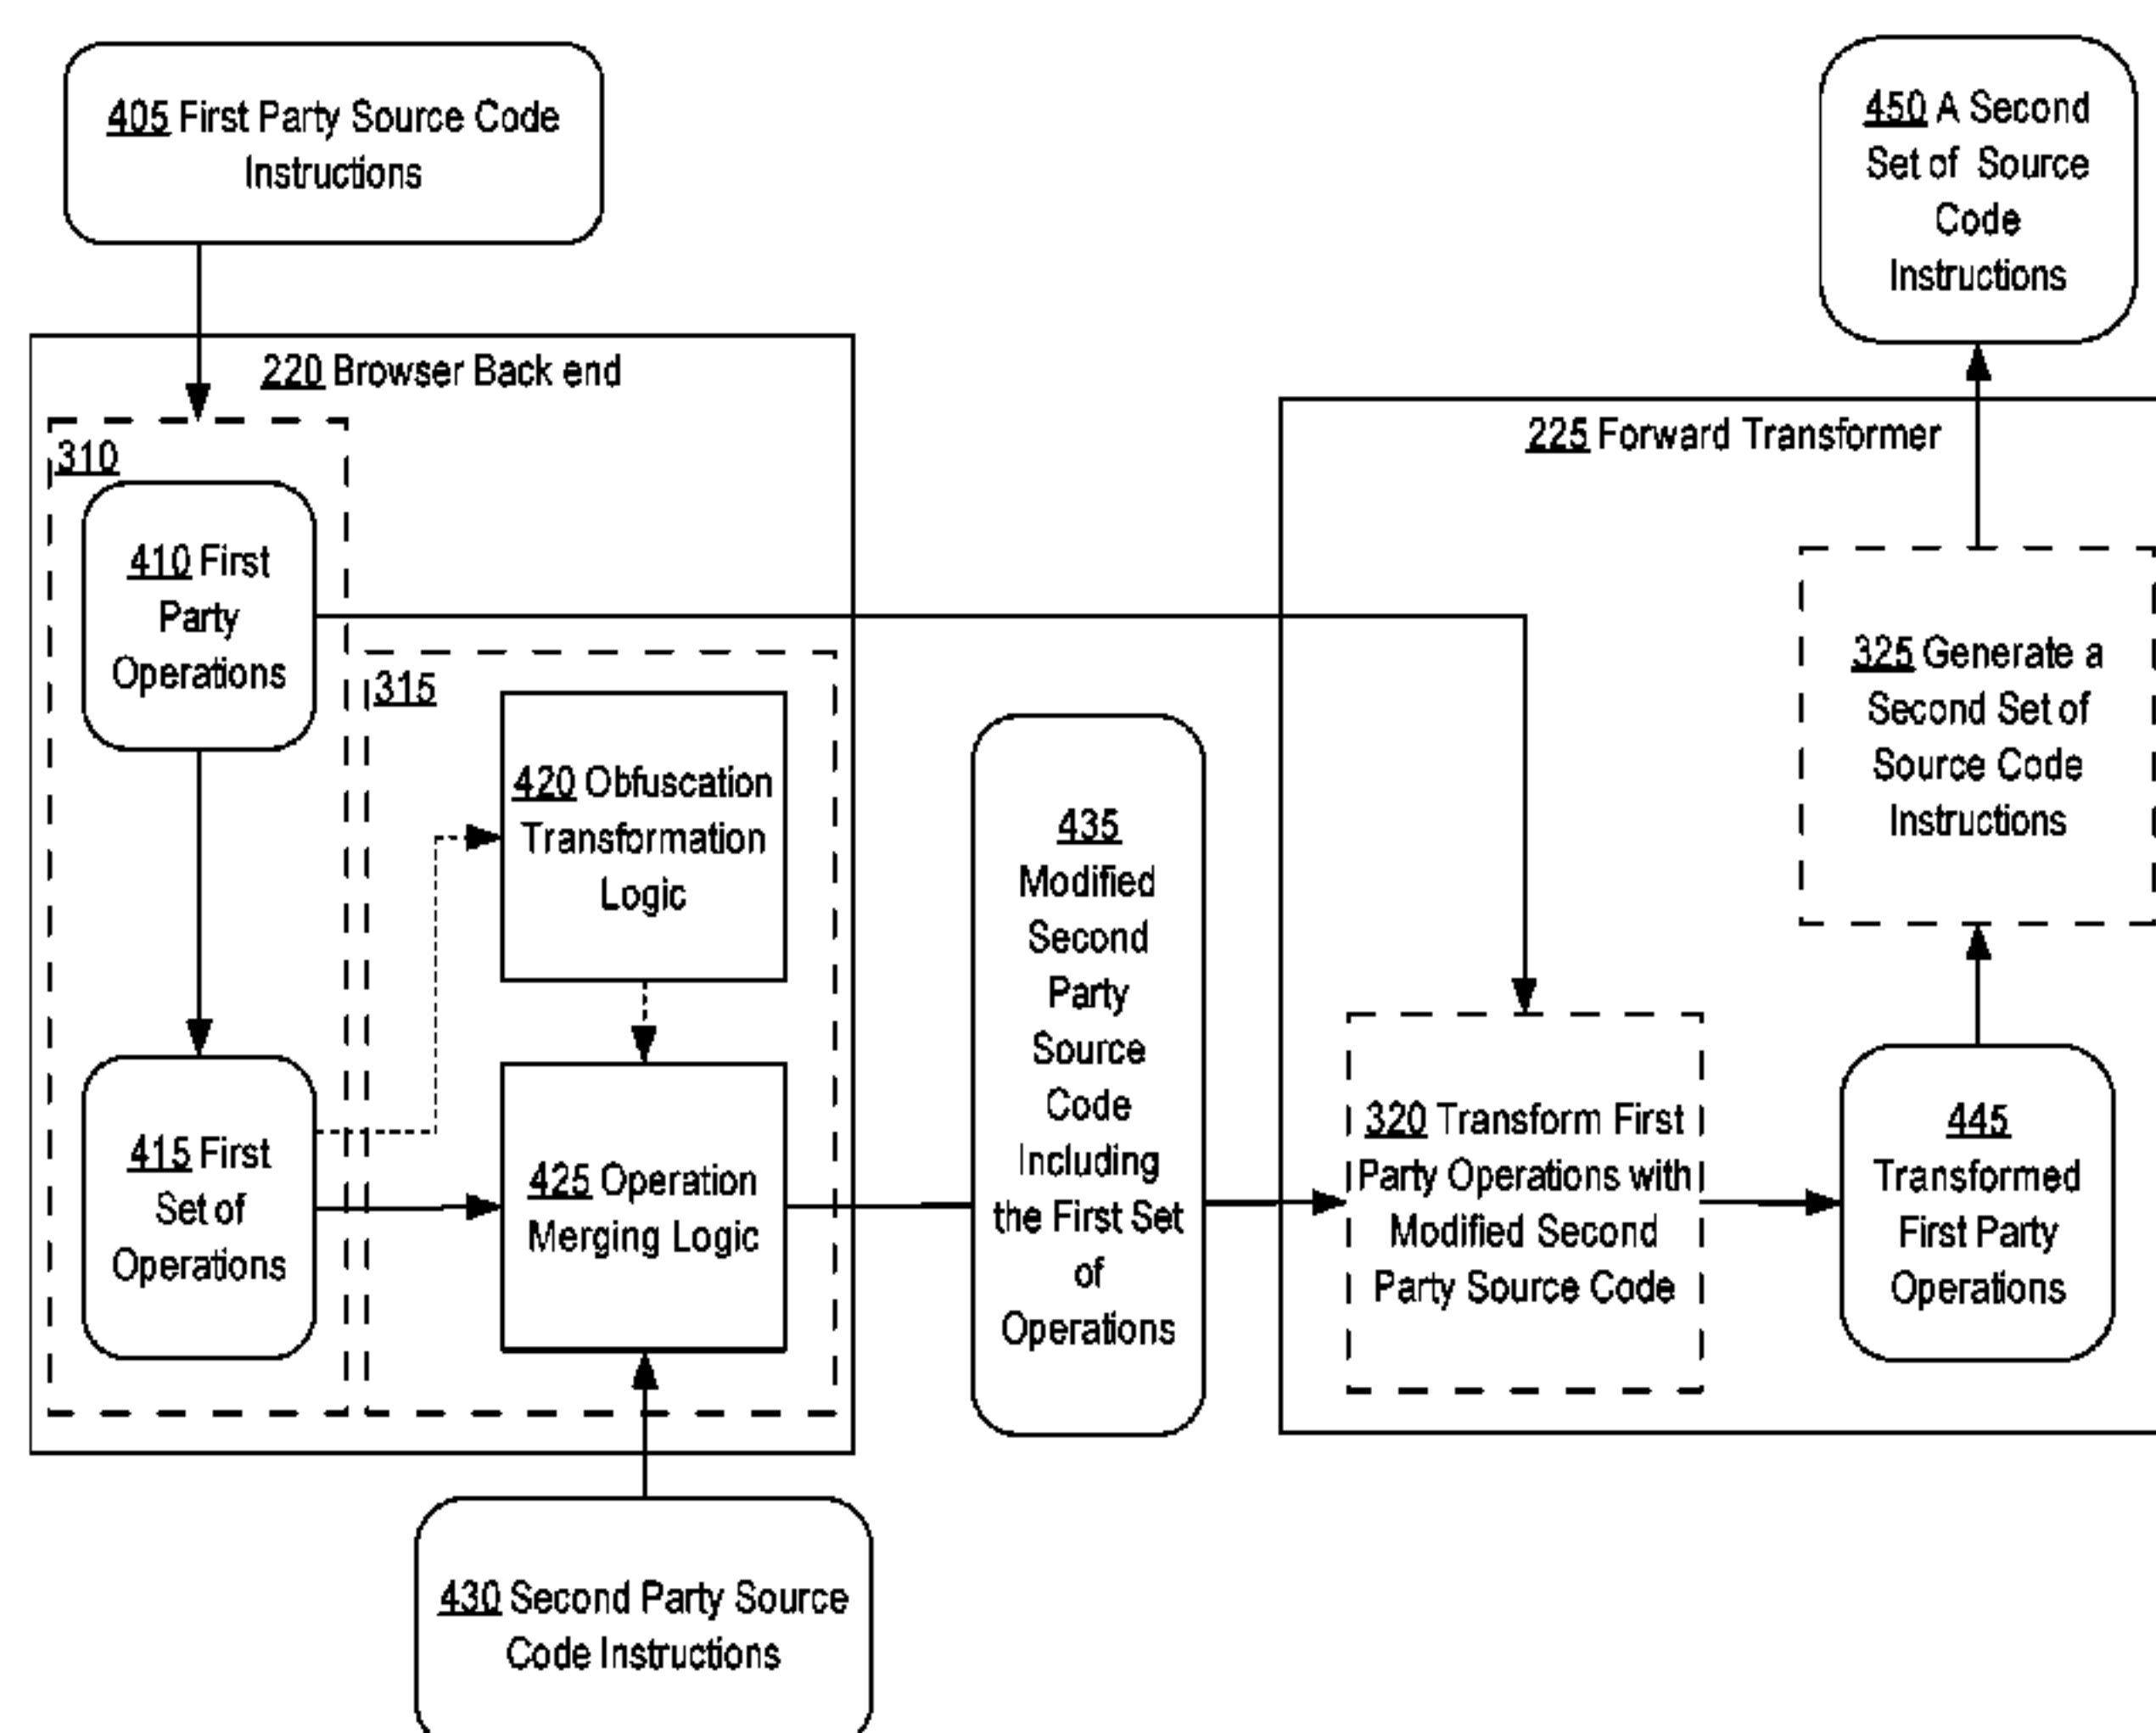 405 First Party Source Code
Instructions
450 A Second
Set of Source
Code
Instructions
220 Browser Back end
225 Forward Transformer
310
410 First
Party
Operations
315
420 Obfuscation
Transformation
Logic
415 First
Set of
Operations
425 Operation
Merging Logic
435
Modified
Second
Party
Source
Code
Including
the First Set
of
Operations
325 Generate a
Second Set of
Source Code
Instructions
320 Transform First
Party Operations with
Modified Second
Party Source Code
445
Transformed
First Party
Operations
430 Second Party Source
Code Instructions